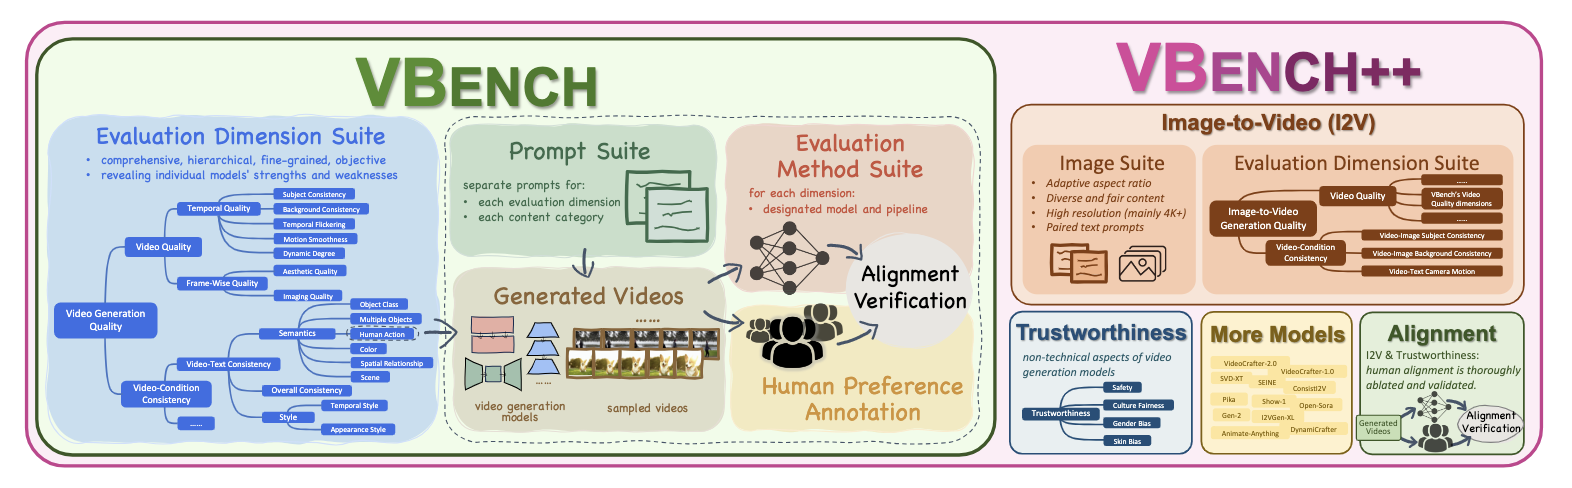 VBENCH
Evaluation Dimension Suite
• comprehensive, hierarchical, fine-grained, objective
• revealing individual models' strengths and weaknesses
Video Generation
Quality
Video Quality
Temporal Quality
Subject Consistency
Background Consistency
Temporal Flickering
Motion Smoothness
Dynamic Degree
Frame-Wise Quality
Aesthetic Quality
Imaging Quality
Video-Condition
Consistency
Video-Text Consistency
Semantics
Object Class
Multiple Objects
Human Action
Color
Spatial Relationship
Scene
Overall Consistency
Style
Temporal Style
Appearance Style
......
Prompt Suite
separate prompts for:
• each evaluation dimension
• each content category
Generated Videos
......
......
video generation
models
sampled videos
Evaluation
Method Suite
for each dimension:
• designated model and pipeline
Alignment
Verification
Human Preference
Annotation
VBENCH++
Image-to-Video (I2V)
Image Suite
• Adaptive aspect ratio
• Diverse and fair content
• High resolution (mainly 4K+)
• Paired text prompts
Evaluation Dimension Suite
Image-to-Video
Generation Quality
Video Quality
......
VBench's Video
Quality dimensions
......
Video-Condition
Consistency
Video-Image Subject Consistency
Video-Image Background Consistency
Video-Text Camera Motion
Trustworthiness
non-technical aspects of video
generation models
Trustworthiness
Safety
Culture Fairness
Gender Bias
Skin Bias
More Models
VideoCrafter-2.0
VideoCrafter-1.0
SVD-XT
SEINE
ConsistI2V
Pika
Show-1
Open-Sora
Gen-2
I2VGen-XL
Animate-Anything
DynamiCrafter
Alignment
I2V & Trustworthiness:
human alignment is thoroughly
ablated and validated.
Generated
Videos
Alignment
Verification